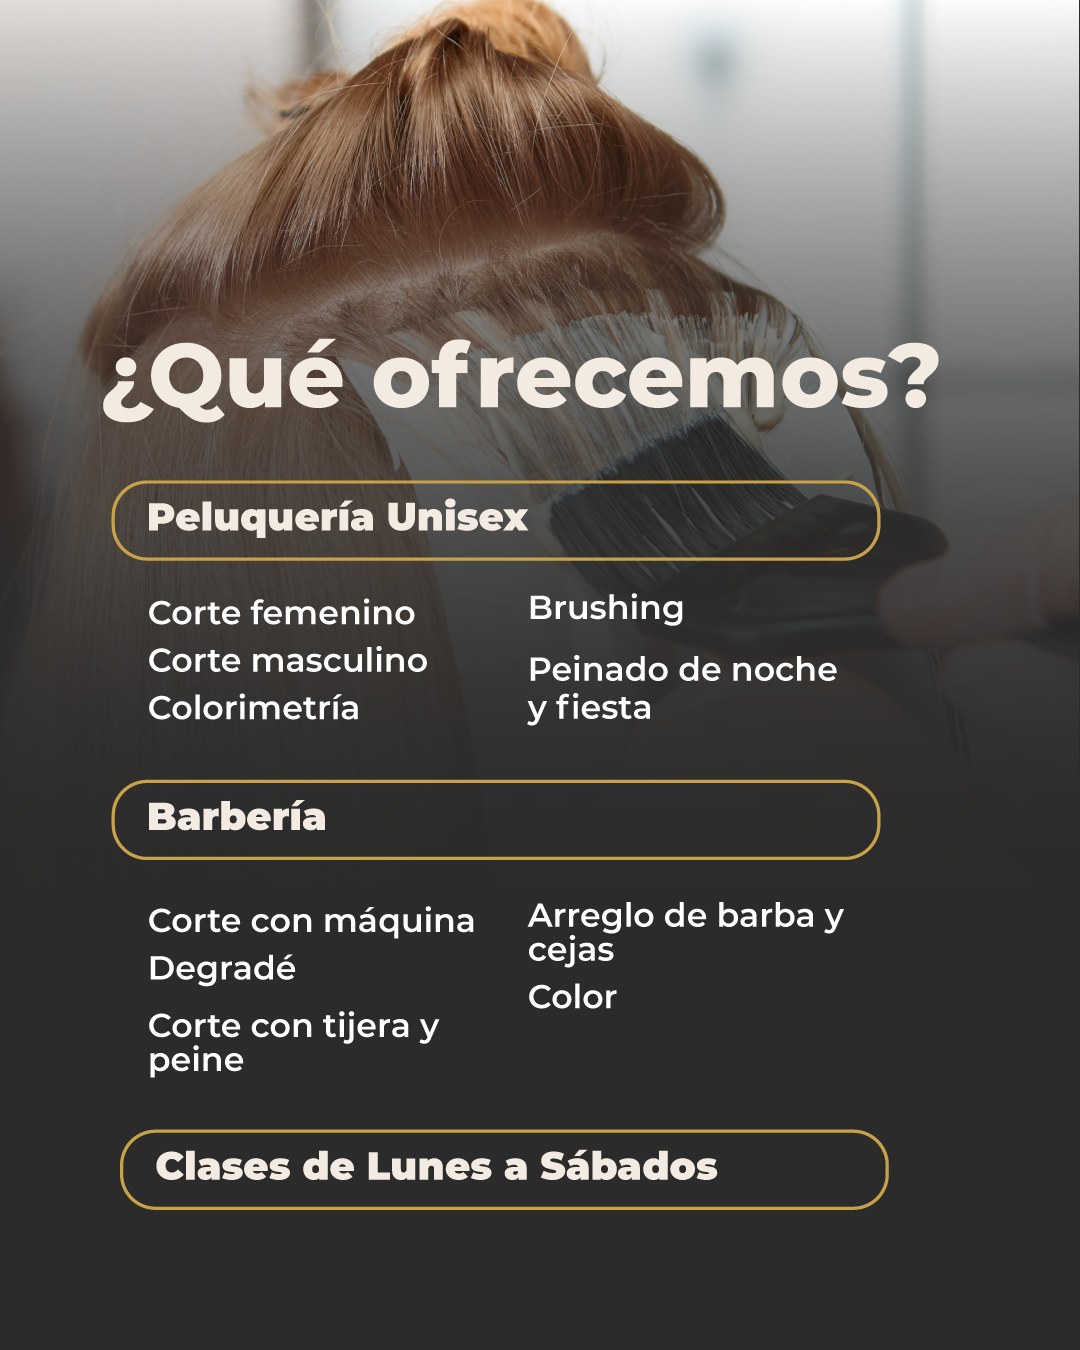 ¿Qué ofrecemos?
Peluquería Unisex
Corte femenino
Corte masculino
Colorimetría
Brushing
Peinado de noche
y fiesta
Barbería
Corte con máquina
Degradé
Corte con tijera y
peine
Arreglo de barba y
cejas
Color
Clases de Lunes a Sábados